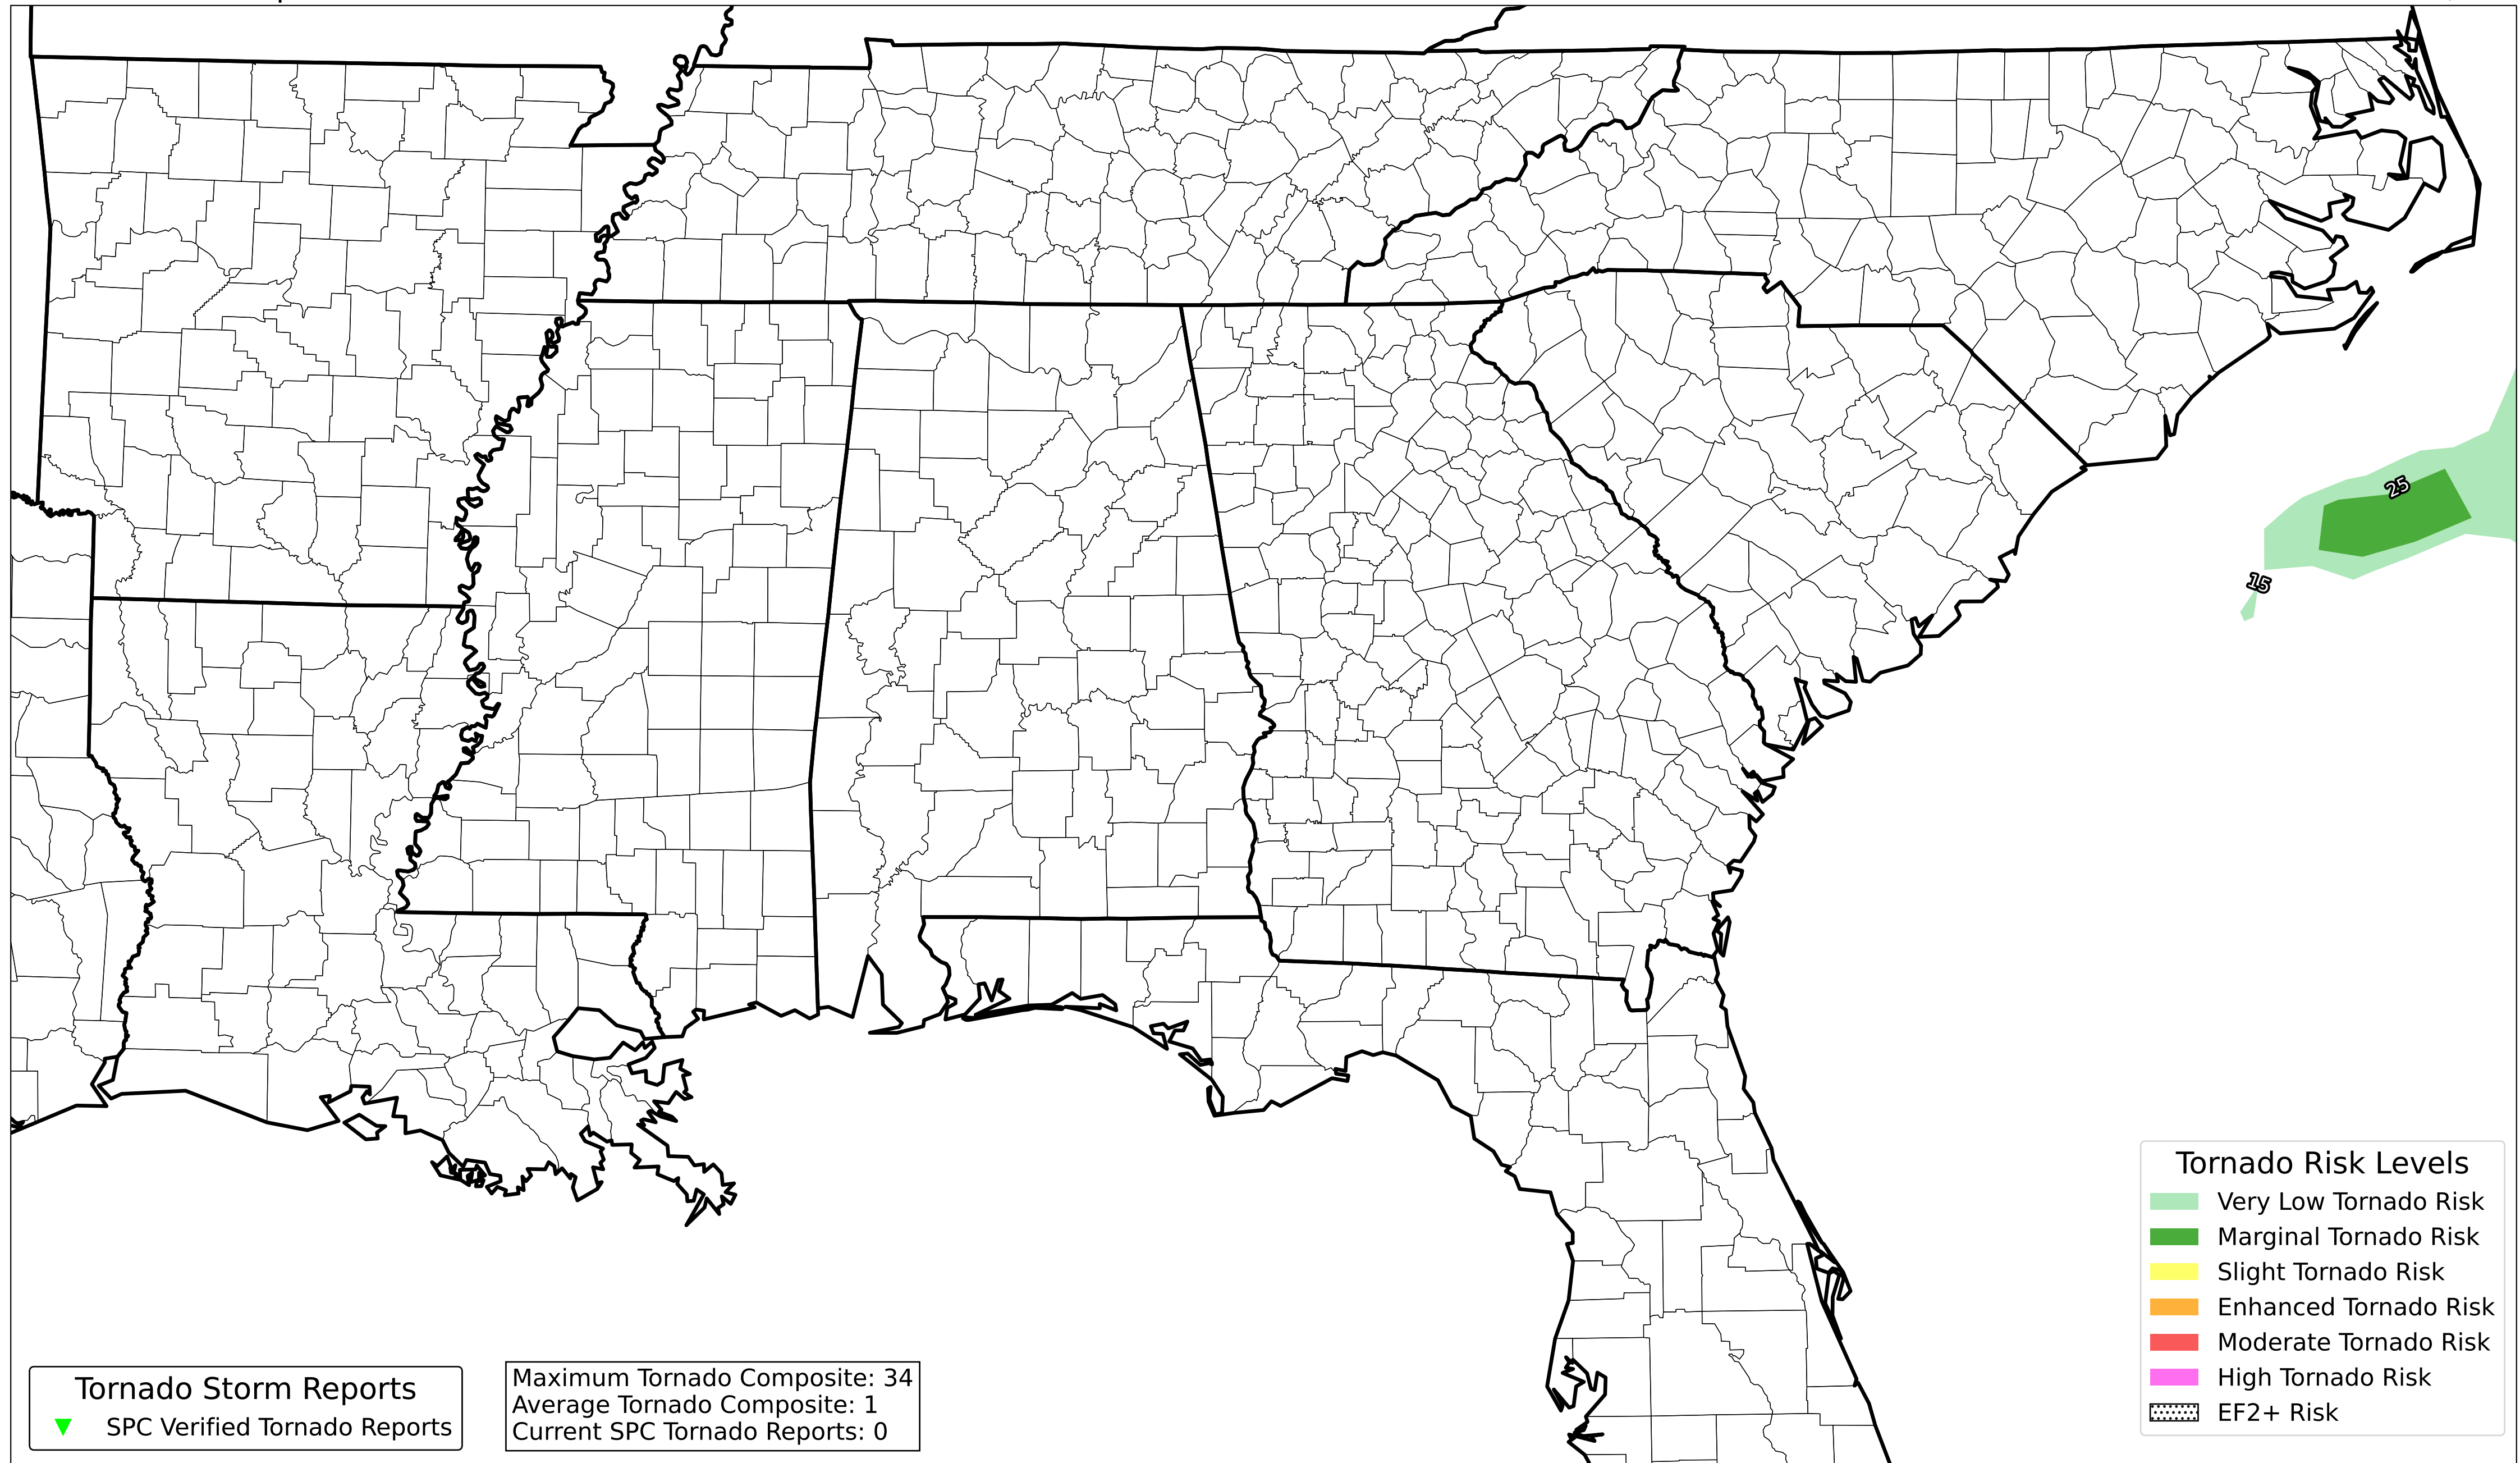 25
15
Tornado Risk Levels
Very Low Tornado Risk
Marginal Tornado Risk
Slight Tornado Risk
Enhanced Tornado Risk
Moderate Tornado Risk
High Tornado Risk
EF2+ Risk
Tornado Storm Reports
SPC Verified Tornado Reports
Maximum Tornado Composite: 34
Average Tornado Composite: 1
Current SPC Tornado Reports: 0